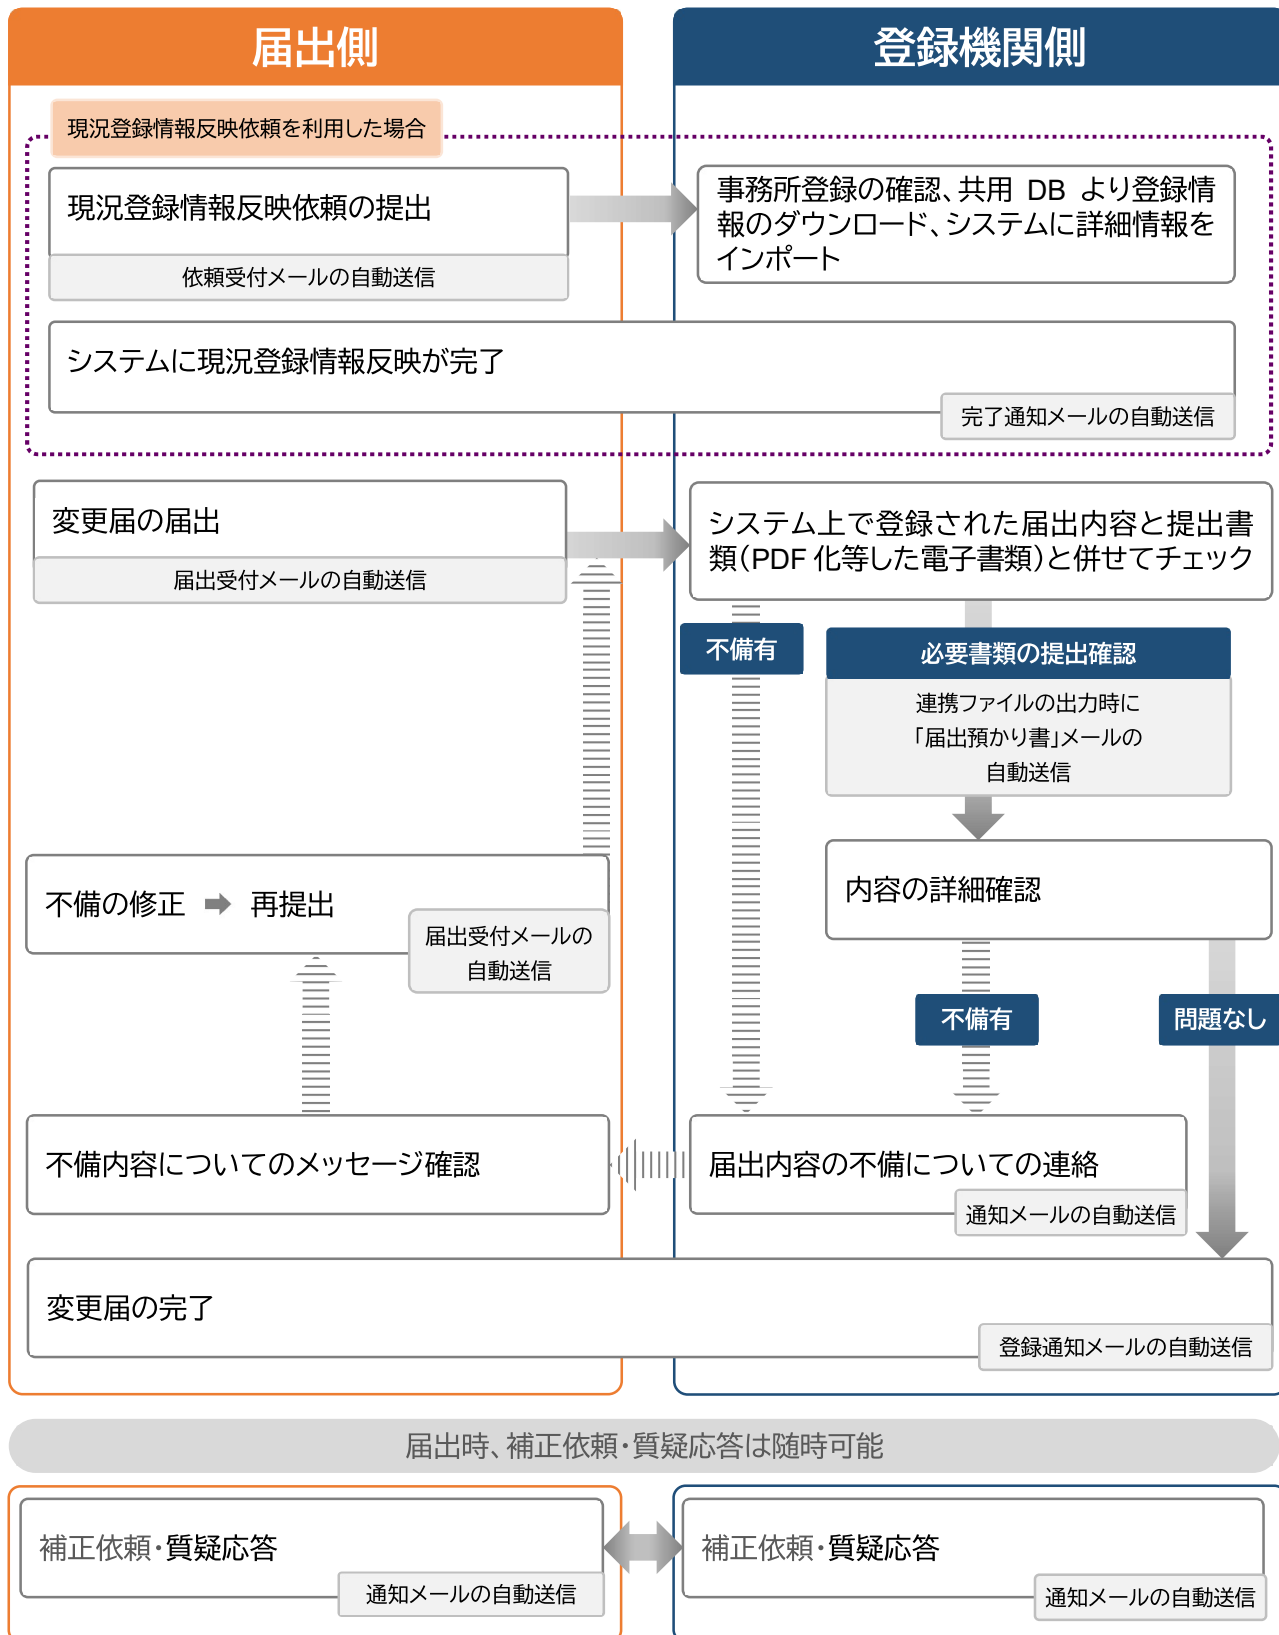 届出側
登録機関側
現況登録情報反映依頼を利用した場合
現況登録情報反映依頼の提出
依頼受付メールの自動送信
事務所登録の確認、共用 DB より登録情
報のダウンロード、システムに詳細情報を
インポート
システムに現況登録情報反映が完了
完了通知メールの自動送信
変更届の届出
届出受付メールの自動送信
システム上で登録された届出内容と提出書
類（PDF 化等した電子書類）と併せてチェック
不備有
必要書類の提出確認
連携ファイルの出力時に
「届出預かり書」メールの
自動送信
内容の詳細確認
不備の修正
再提出
届出受付メールの
自動送信
不備有
問題なし
不備内容についてのメッセージ確認
届出内容の不備についての連絡
通知メールの自動送信
変更届の完了
登録通知メールの自動送信
届出時、補正依頼・質疑応答は随時可能
補正依頼・質疑応答
通知メールの自動送信
補正依頼・質疑応答
通知メールの自動送信